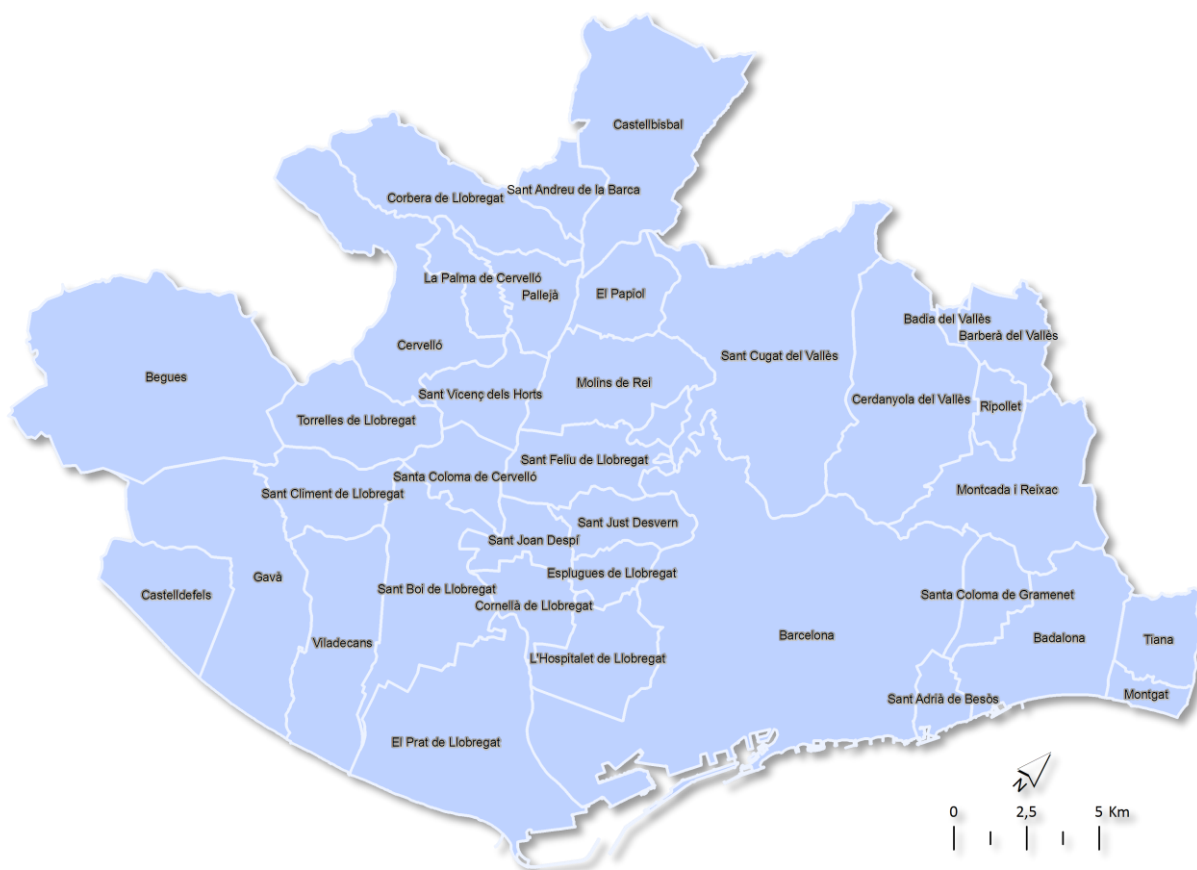 Castellbisbal
Sant Andreu de la Barca
Corbera de Llobregat
La Palma de Cervelló
Pallejà
El Papiol
Badia del Vallès
Barberà del Vallès
Cervelló
Sant Cugat del Vallès
Begues
Molins de Rei
Sant Vicenç dels Horts
Cerdanyola del Vallès
Ripollet
Torrelles de Llobregat
Sant Feliu de Llobregat
Santa Coloma de Cervelló
Sant Climent de Llobregat
Montcada i Reixac
Sant Just Desvern
Sant Joan Despí
Esplugues de Llobregat
Gavà
Sant Boi de Llobregat
Castelldefels
Santa Coloma de Gramenet
Cornellà de Llobregat
Barcelona
Badalona
Tiana
Viladecans
L'Hospitalet de Llobregat
Sant Adrià de Besòs
Montgat
El Prat de Llobregat
N
0 2,5 5 Km